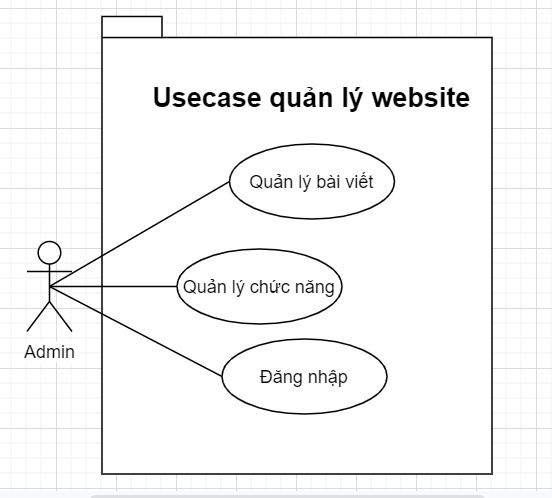 Usecase quản lý website
Quản lý bài viết
Quản lý chức năng
Admin
Đăng nhập